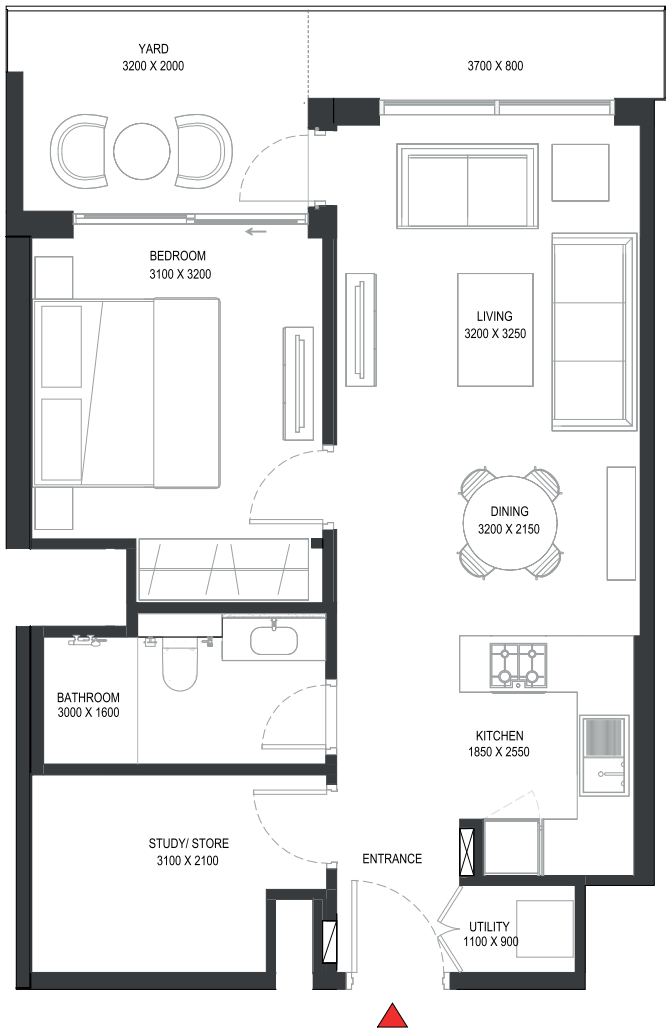 YARD
3200 X 2000
3700 X 800
BEDROOM
3100 X 3200
LIVING
3200 X 3250
DINING
3200 X 2150
BATHROOM
3000 X 1600
KITCHEN
1850 X 2550
STUDY/ STORE
3100 X 2100
ENTRANCE
UTILITY
1100 X 900